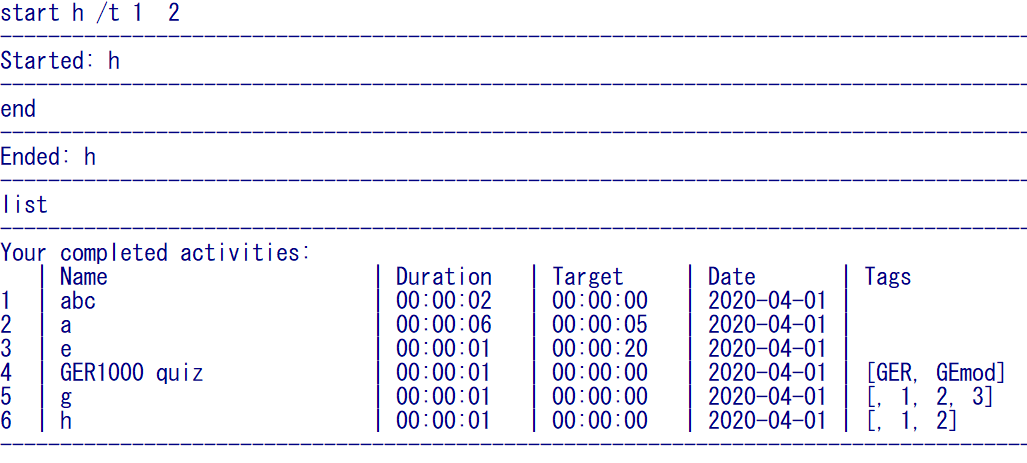 start h /t 1  2
Started: h
end
Ended: h
list
Your completed activities:
   | Name                      | Duration   | Target     | Date       | Tags
1  | abc                       | 00:00:02   | 00:00:00   | 2020-04-01 |
2  | a                         | 00:00:06   | 00:00:05   | 2020-04-01 |
3  | e                         | 00:00:01   | 00:00:20   | 2020-04-01 |
4  | GER1000 quiz              | 00:00:01   | 00:00:00   | 2020-04-01 | [GER, GEmod]
5  | g                         | 00:00:01   | 00:00:00   | 2020-04-01 | [, 1, 2, 3]
6  | h                         | 00:00:01   | 00:00:00   | 2020-04-01 | [, 1, 2]